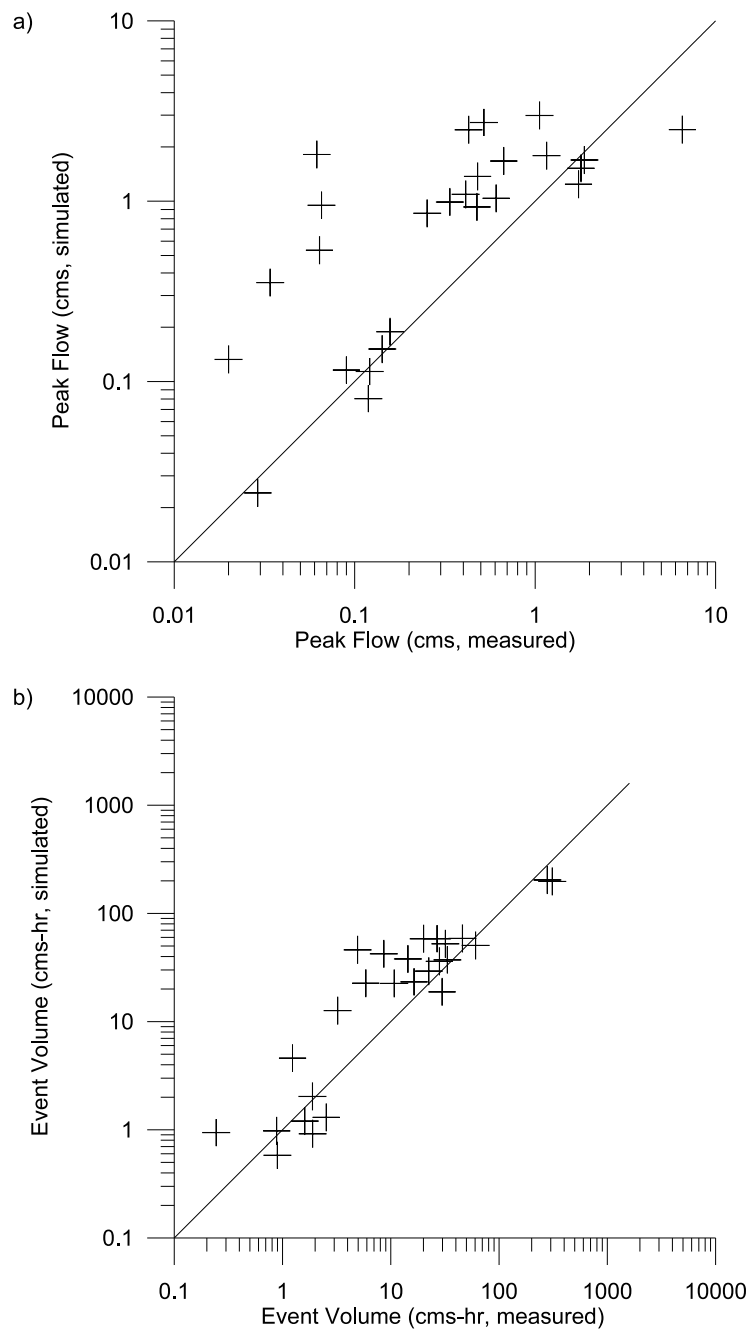 a)
10
1
0.1
0.01
Peak Flow (cms, simulated)
0.01 0.1 1 10
Peak Flow (cms, measured)
b)
10000
1000
100
10
1
0.1
Event Volume (cms-hr, simulated)
0.1 1 10 100 1000 10000
Event Volume (cms-hr, measured)